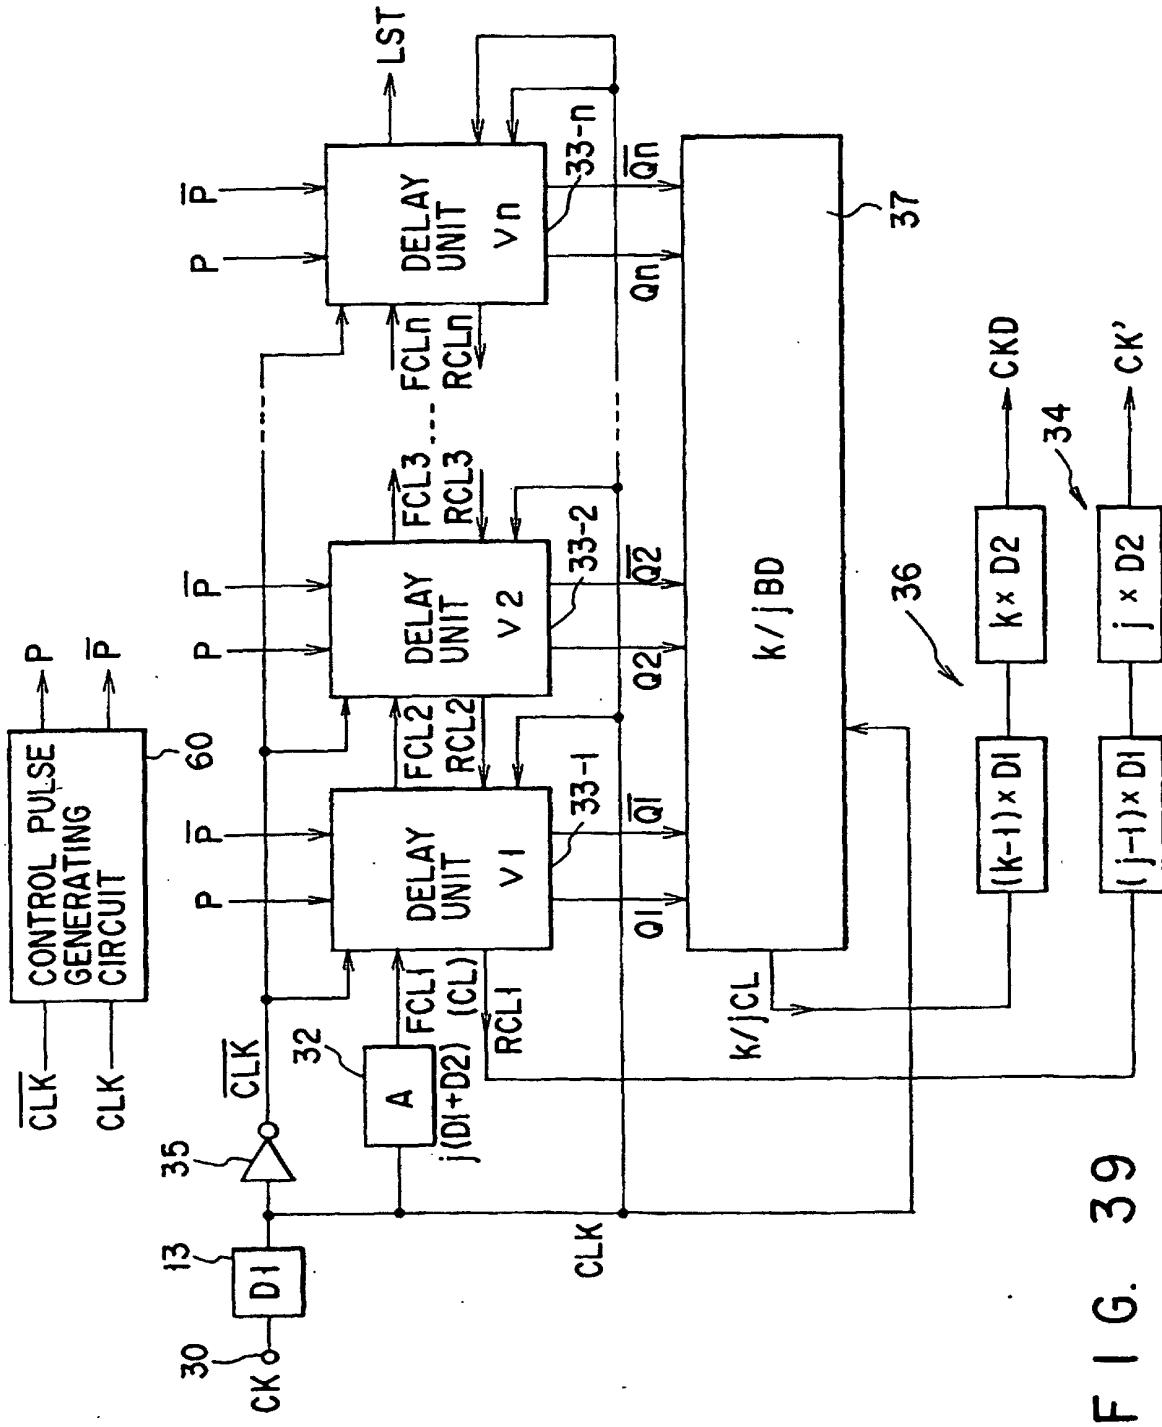 CLK̅
CLK
CONTROL PULSE
GENERATING
CIRCUIT
60
P
P̅
CK
30
13
D1
35
CLK̅
32
A
j(D1+D2)
FCL1
(CL)
RCL1
P
P̅
DELAY
UNIT
V1
33-1
FCL2
RCL2
P
P̅
DELAY
UNIT
V2
33-2
FCL3
RCL3
FCLn
RCLn
P
P̅
DELAY
UNIT
Vn
33-n
LST
CLK
Q1
Q̅1
Q2
Q̅2
Qn
Q̅n
k/jBD
37
k/jCL
36
(k-1)×D1
k×D2
CKD
34
(j-1)×D1
j×D2
CK'
FIG. 39